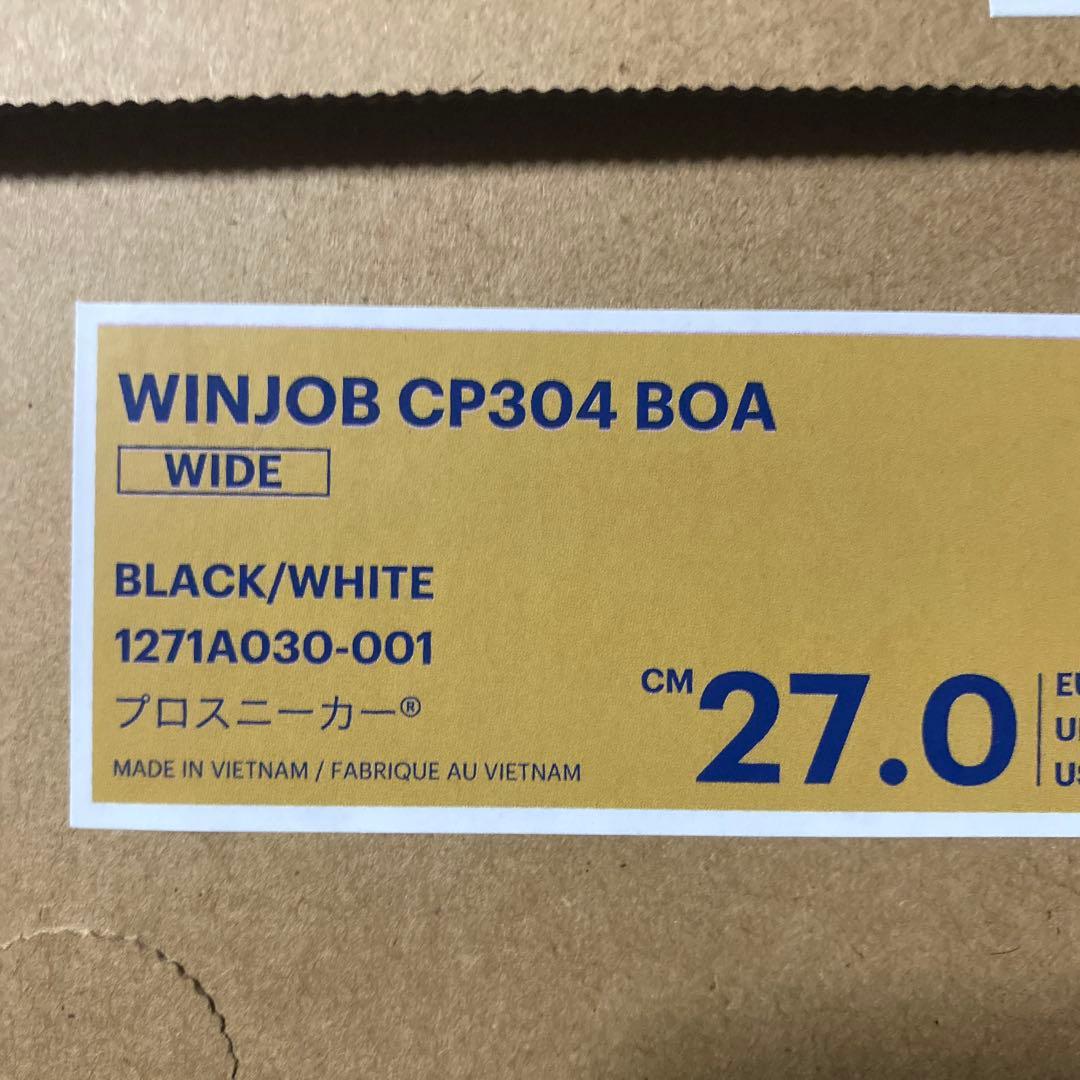 WINJOB CP304 BOA
WIDE
BLACK/WHITE
1271A030-001
プロスニーカー®
MADE IN VIETNAM / FABRIQUE AU VIETNAM
CM 27.0